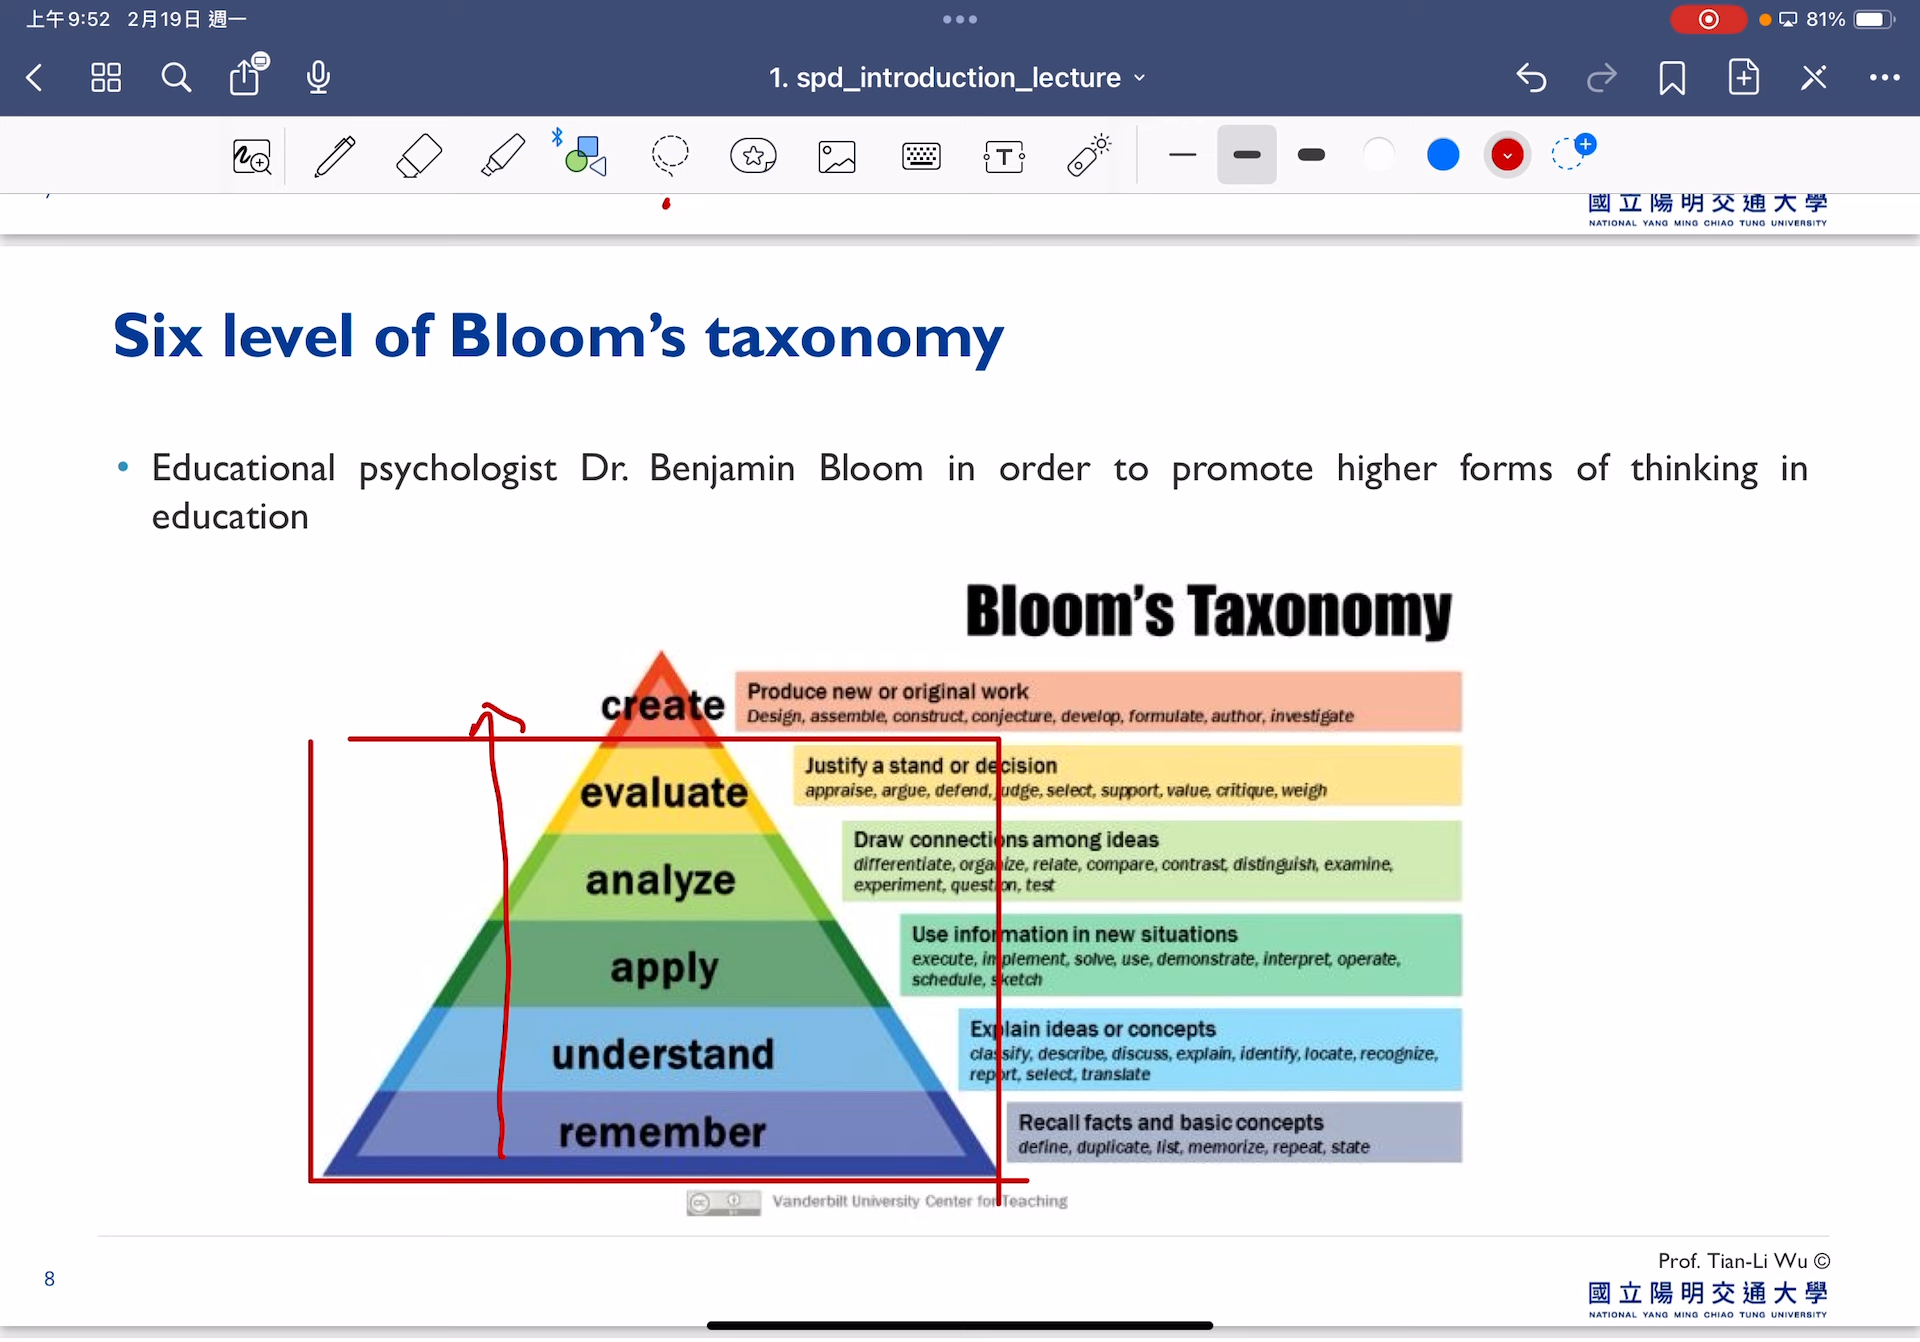 上午9:52 2月19日 週一
81%
1. spd_introduction_lecture
國立陽明交通大學
NATIONAL YANG MING CHIAO TUNG UNIVERSITY
Six level of Bloom's taxonomy
• Educational psychologist Dr. Benjamin Bloom in order to promote higher forms of thinking in
education
Bloom's Taxonomy
create
Produce new or original work
Design, assemble, construct, conjecture, develop, formulate, author, investigate
evaluate
Justify a stand or decision
appraise, argue, defend, judge, select, support, value, critique, weigh
analyze
Draw connections among ideas
differentiate, organize, relate, compare, contrast, distinguish, examine,
experiment, question, test
apply
Use information in new situations
execute, implement, solve, use, demonstrate, interpret, operate,
schedule, sketch
understand
Explain ideas or concepts
classify, describe, discuss, explain, identify, locate, recognize,
report, select, translate
remember
Recall facts and basic concepts
define, duplicate, list, memorize, repeat, state
cc
Vanderbilt University Center for Teaching
8
Prof. Tian-Li Wu ©
國立陽明交通大學
NATIONAL YANG MING CHIAO TUNG UNIVERSITY